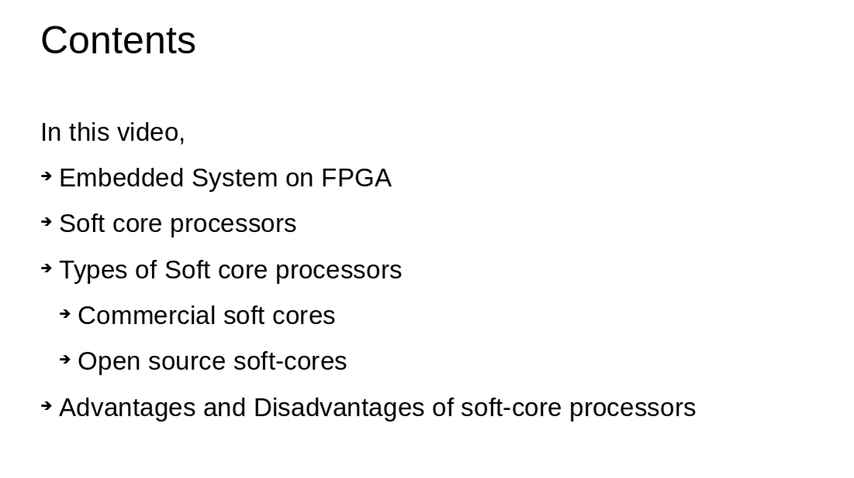 Contents
In this video,
➔ Embedded System on FPGA
➔ Soft core processors
➔ Types of Soft core processors
➔ Commercial soft cores
➔ Open source soft-cores
➔ Advantages and Disadvantages of soft-core processors